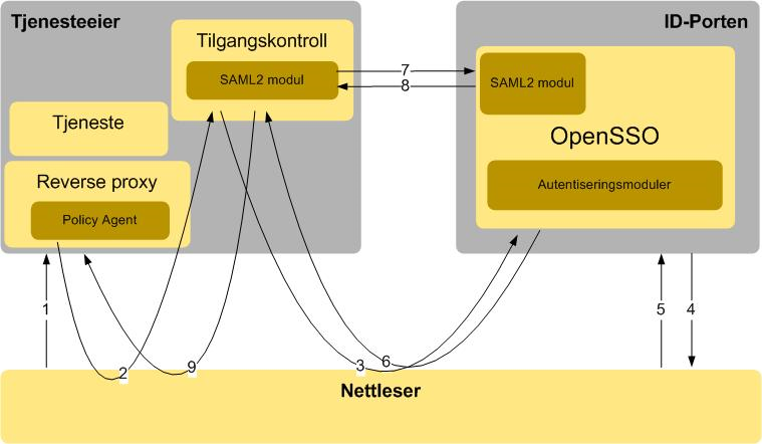 Tjenesteeier
ID-Porten
Tilgangskontroll
SAML2 modul
7
8
SAML2 modul
Tjeneste
OpenSSO
Reverse proxy
Autentiseringsmoduler
Policy Agent
1
5
4
2
9
3
6
Nettleser